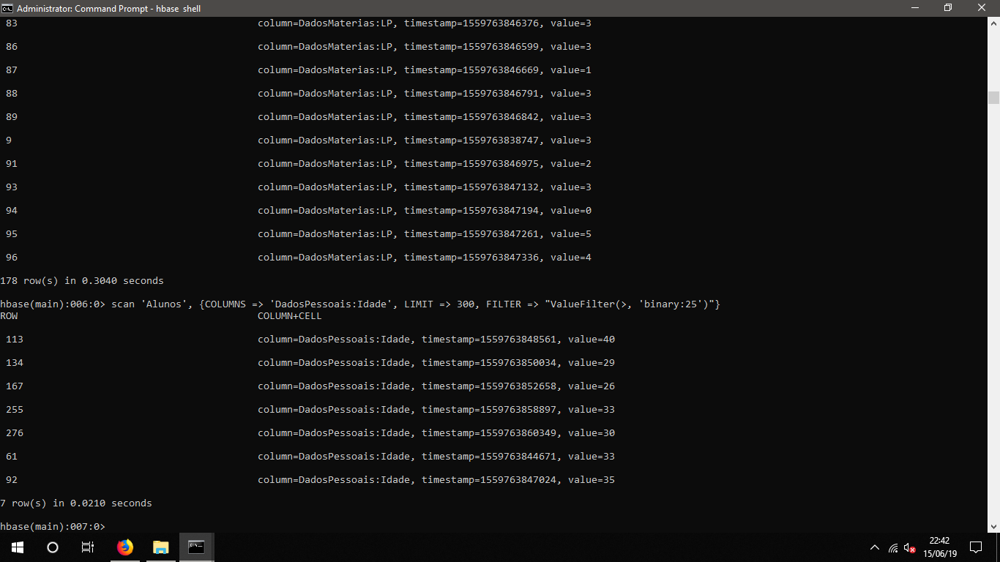 Administrator: Command Prompt - hbase shell
83 column=DadosMaterias:LP, timestamp=1559763846376, value=3
86 column=DadosMaterias:LP, timestamp=1559763846599, value=3
87 column=DadosMaterias:LP, timestamp=1559763846669, value=1
88 column=DadosMaterias:LP, timestamp=1559763846791, value=3
89 column=DadosMaterias:LP, timestamp=1559763846842, value=3
9 column=DadosMaterias:LP, timestamp=1559763838747, value=3
91 column=DadosMaterias:LP, timestamp=1559763846975, value=2
93 column=DadosMaterias:LP, timestamp=1559763847132, value=3
94 column=DadosMaterias:LP, timestamp=1559763847194, value=0
95 column=DadosMaterias:LP, timestamp=1559763847261, value=5
96 column=DadosMaterias:LP, timestamp=1559763847336, value=4
178 row(s) in 0.3040 seconds
hbase(main):006:0> scan 'Alunos', {COLUMNS => 'DadosPessoais:Idade', LIMIT => 300, FILTER => "ValueFilter(>, 'binary:25')"}
ROW COLUMN+CELL
113 column=DadosPessoais:Idade, timestamp=1559763848561, value=40
134 column=DadosPessoais:Idade, timestamp=1559763850034, value=29
167 column=DadosPessoais:Idade, timestamp=1559763852658, value=26
255 column=DadosPessoais:Idade, timestamp=1559763858897, value=33
276 column=DadosPessoais:Idade, timestamp=1559763860349, value=30
61 column=DadosPessoais:Idade, timestamp=1559763844671, value=33
92 column=DadosPessoais:Idade, timestamp=1559763847024, value=35
7 row(s) in 0.0210 seconds
hbase(main):007:0>
22:42
15/06/19